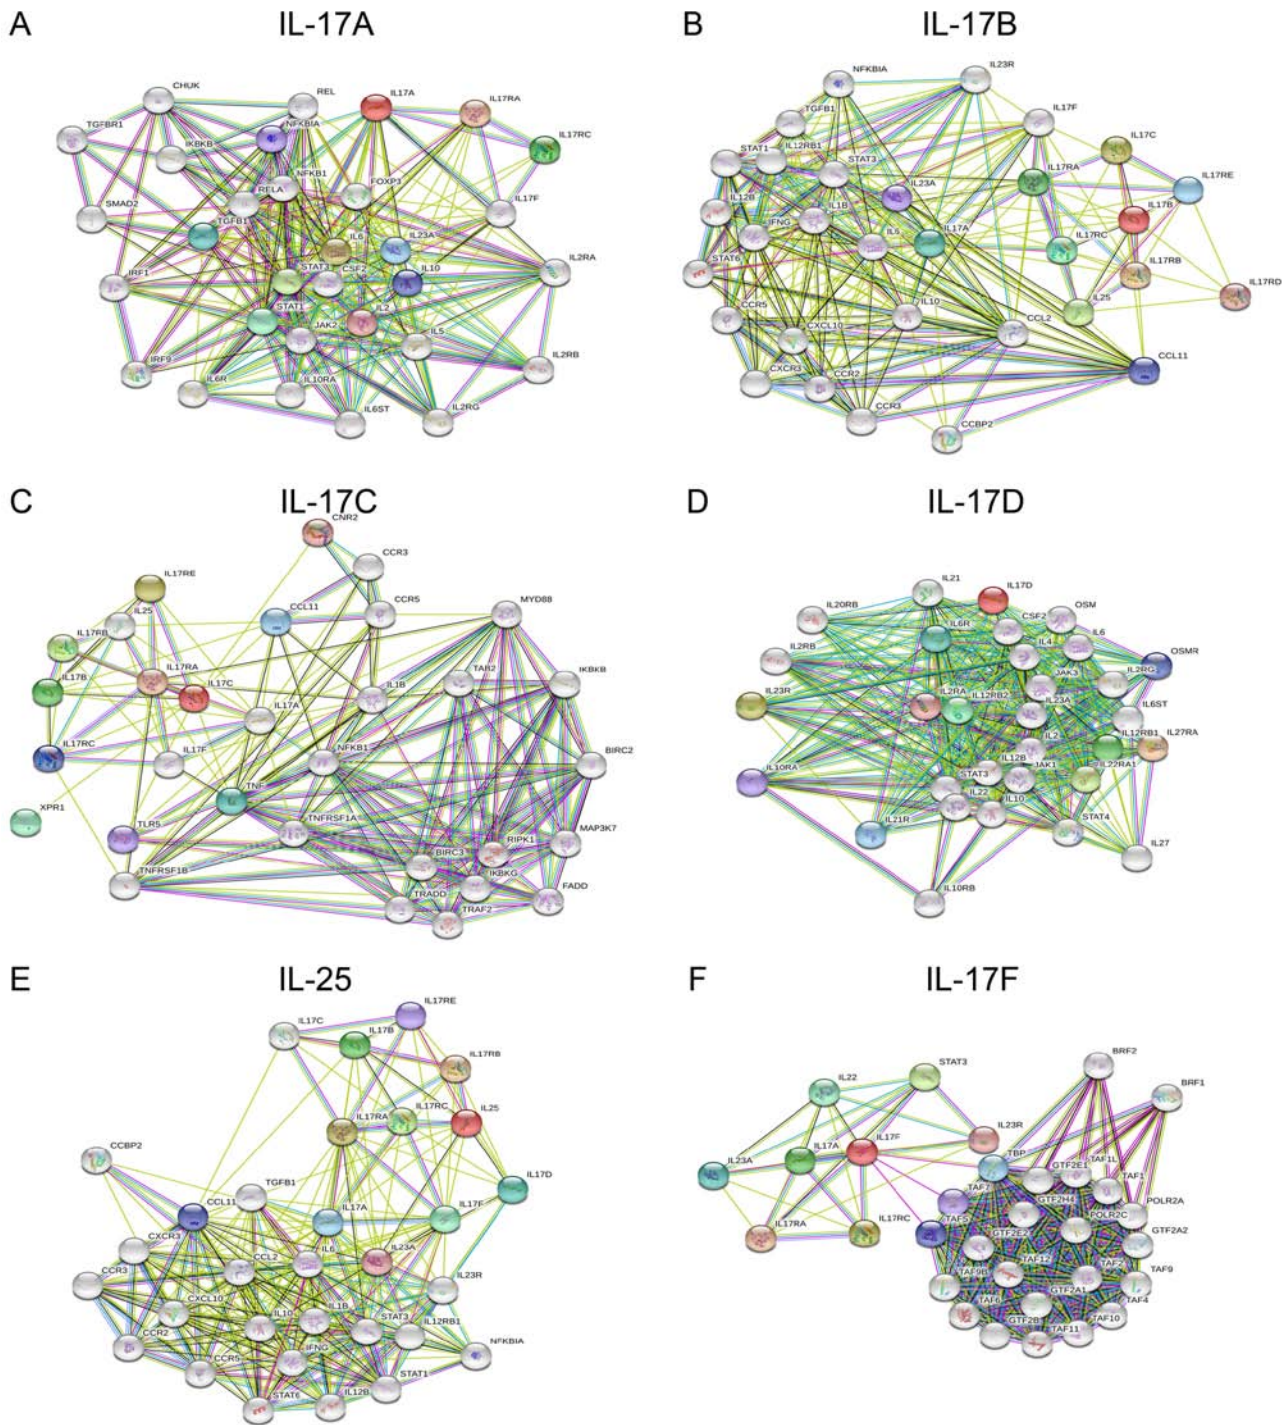 A IL-17A
CHUK
REL
IL17A
IL17RA
TGFBR1
NFKBIA
IL17RC
IKBKB
NFKB1
RELA
FOXP3
SMAD2
IL17F
TGFB1
IL6
IL23A
IL2RA
IRF1
STAT3
CSF2
IL10
STAT1
IL2
JAK2
IL5
IRF9
IL2RB
IL6R
IL10RA
IL6ST
IL2RG
B IL-17B
NFKBIA
IL23R
TGFB1
IL17F
IL17C
STAT1
IL12RB1
STAT3
IL17RA
IL17RE
IL23A
IL12B
IL1B
IL17B
IFNG
IL6
IL17A
IL17RC
STAT6
IL17RB
IL17RD
IL25
CCR5
IL10
CXCL10
CCL2
CCL11
CXCR3
CCR2
CCR3
CCBP2
C IL-17C
CNR2
CCR3
IL17RE
CCL11
CCR5
MYD88
IL25
IL17RB
IL17RA
TAB2
IKBKB
IL17B
IL17C
IL1B
IL17A
IL17RC
IL17F
NFKB1
BIRC2
TNF
XPR1
TLR5
TNFRSF1A
MAP3K7
RIPK1
BIRC3
TNFRSF1B
IKBKG
FADD
TRADD
TRAF2
D IL-17D
IL21
IL17D
IL20RB
CSF2
OSM
IL6R
IL4
IL6
IL2RB
OSMR
JAK3
IL2RG
IL23R
IL2RA
IL12RB2
IL23A
IL6ST
IL2
IL12RB1
IL27RA
IL10RA
IL12B
IL22RA1
STAT3
JAK1
IL22
IL10
IL21R
STAT4
IL27
IL10RB
E IL-25
IL17RE
IL17C
IL17B
IL17RB
IL17RA
IL17RC
IL25
CCBP2
IL17D
TGFB1
CCL11
IL17A
IL17F
CXCR3
IL6
IL23A
CCL2
CCR3
IL23R
CXCL10
IL10
IL1B
STAT3
IL12RB1
CCR2
IFNG
NFKBIA
CCR5
STAT1
STAT6
IL12B
F IL-17F
BRF2
STAT3
IL22
BRF1
IL17A
IL17F
IL23R
IL23A
TBP
TAF1L
GTF2E1
TAF1
TAF7
GTF2H4
POLR2A
IL17RA
IL17RC
TAF5
POLR2C
GTF2A2
GTF2E2
TAF12
TAF2
TAF9
TAF9B
TAF6
GTF2A1
TAF4
GTF2B
TAF11
TAF10